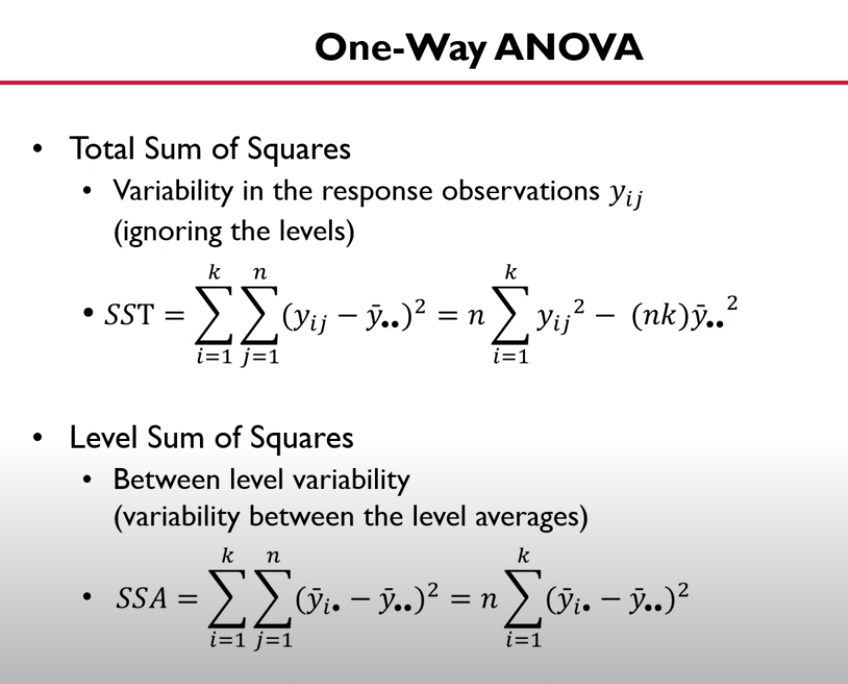 One-Way ANOVA
• Total Sum of Squares
• Variability in the response observations $y_{ij}$
(ignoring the levels)
• $SST = \sum_{i=1}^{k} \sum_{j=1}^{n} (y_{ij} - \bar{y}_{\bullet\bullet})^2 = n \sum_{i=1}^{k} {y_{ij}}^2 - (nk){\bar{y}_{\bullet\bullet}}^2$
• Level Sum of Squares
• Between level variability
(variability between the level averages)
• $SSA = \sum_{i=1}^{k} \sum_{j=1}^{n} (\bar{y}_{i\bullet} - \bar{y}_{\bullet\bullet})^2 = n \sum_{i=1}^{k} (\bar{y}_{i\bullet} - \bar{y}_{\bullet\bullet})^2$